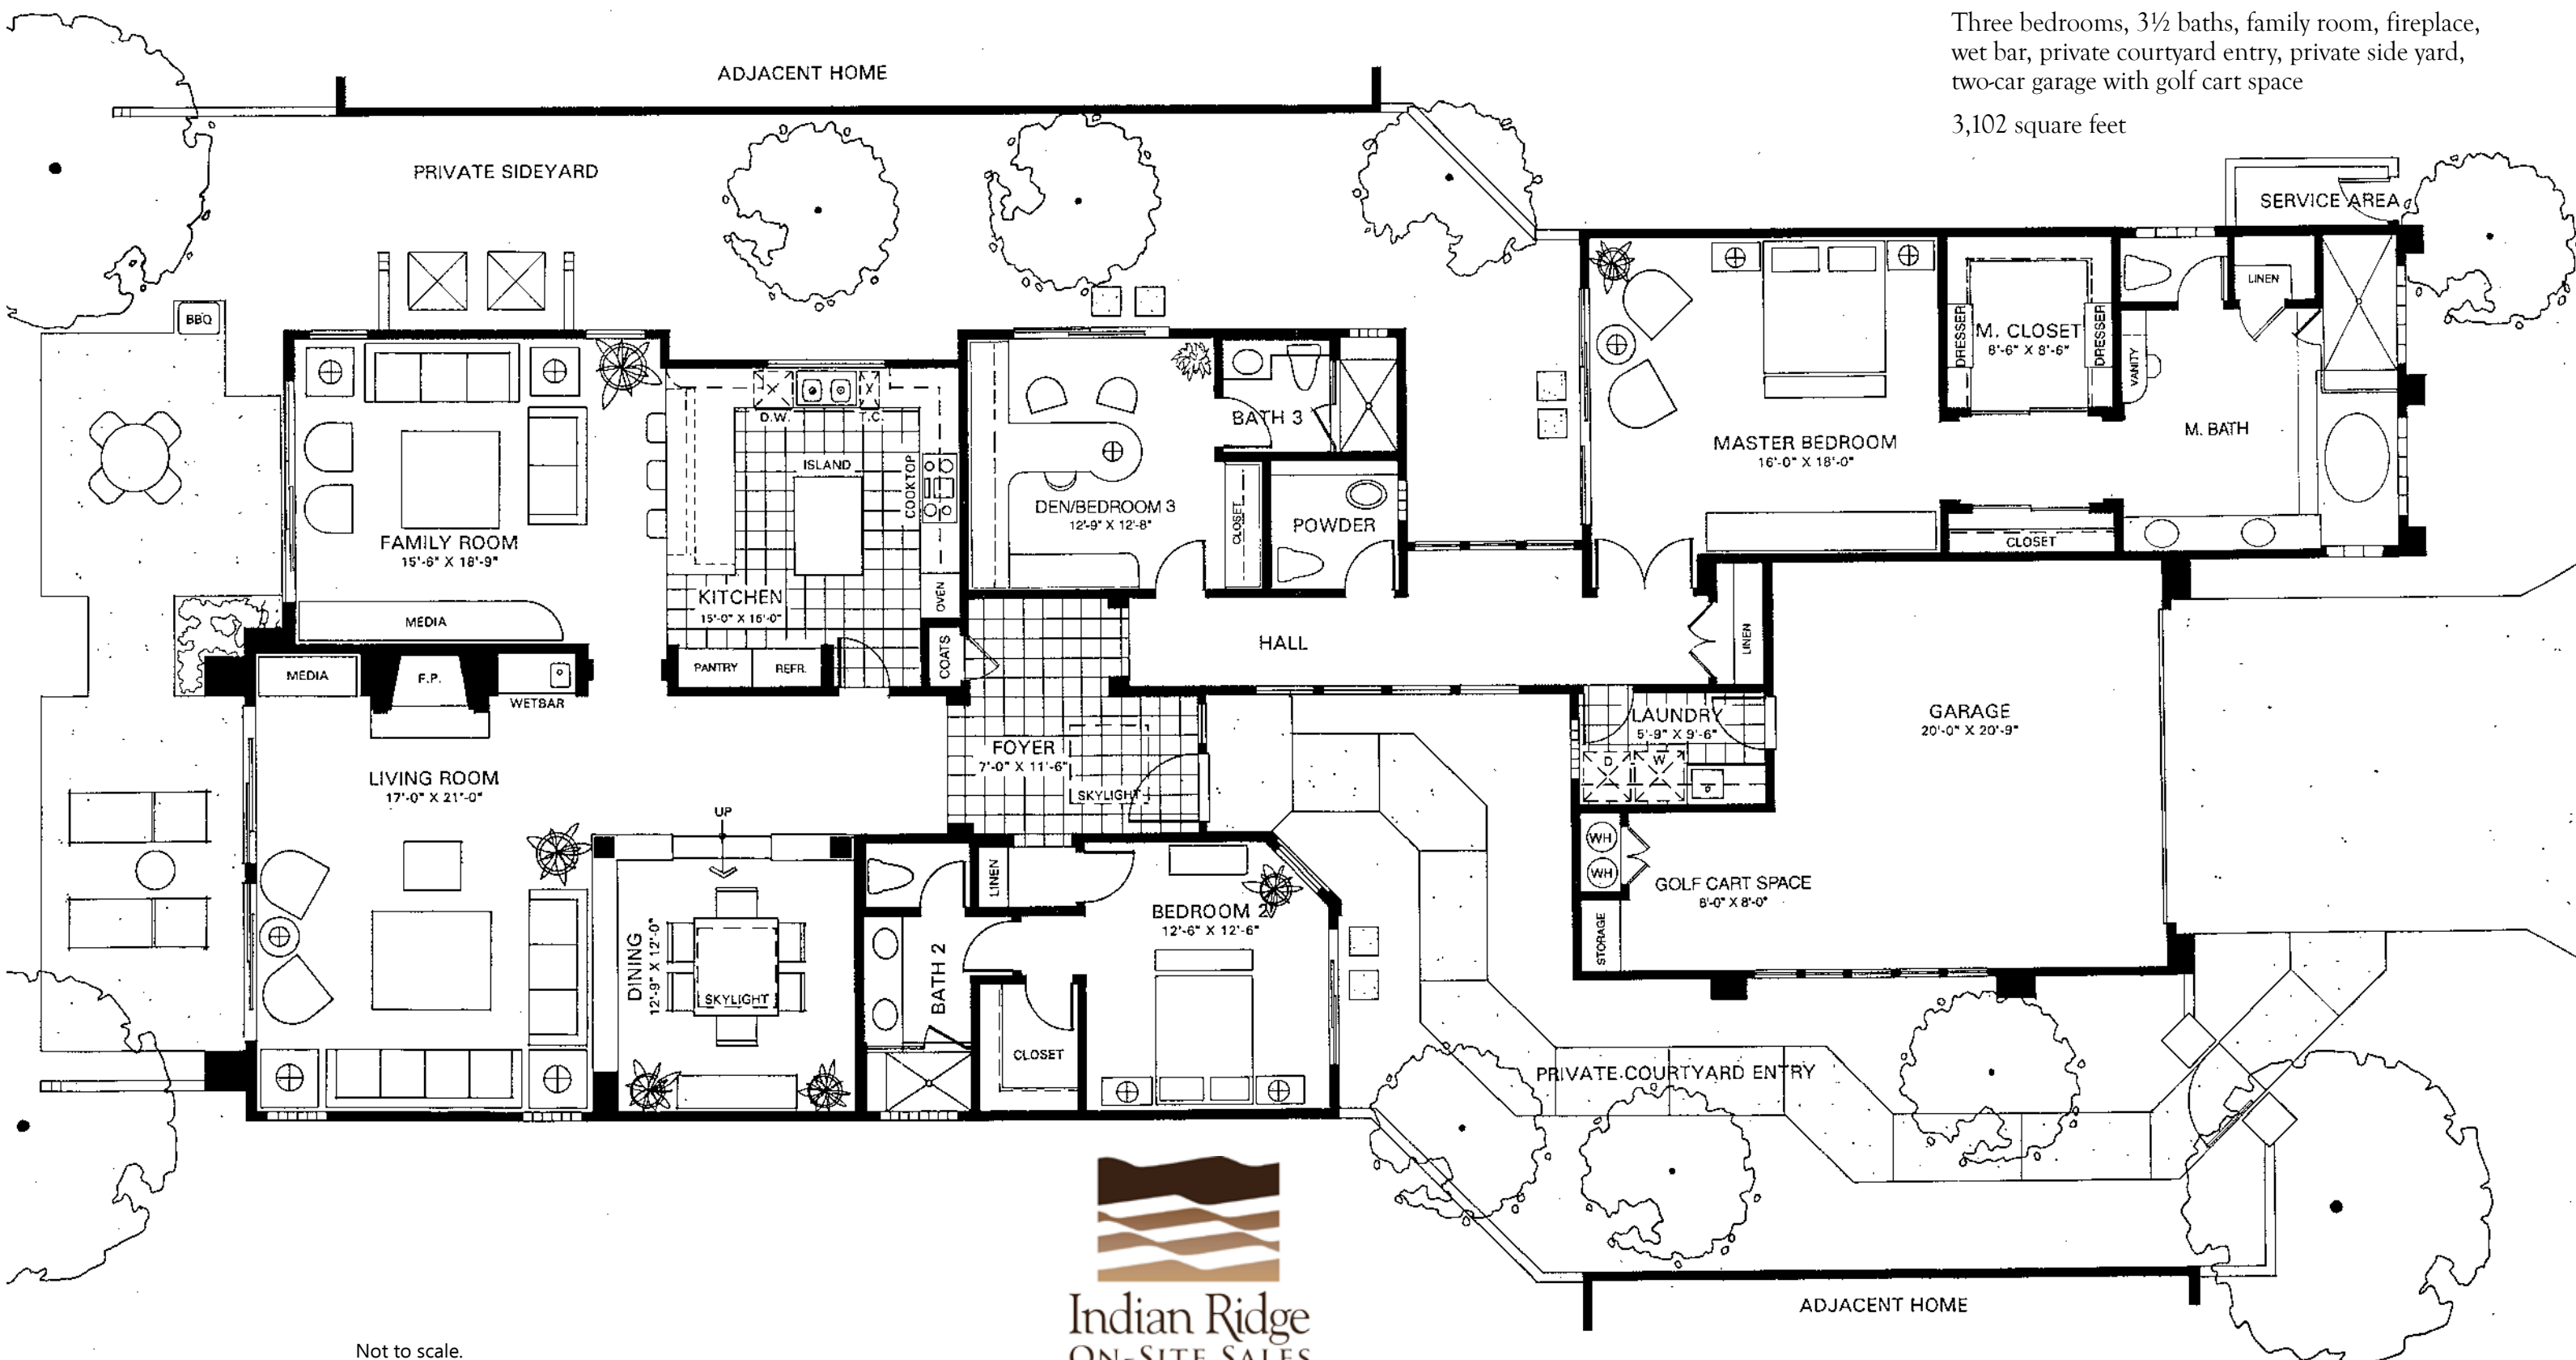 Three bedrooms, 3½ baths, family room, fireplace,
wet bar, private courtyard entry, private side yard,
two-car garage with golf cart space
3,102 square feet
ADJACENT HOME
PRIVATE SIDEYARD
SERVICE AREA
BBQ
LINEN
DRESSER
M. CLOSET
8'-6" X 8'-6"
DRESSER
VANITY
D.W.
T.C.
BATH 3
M. BATH
MASTER BEDROOM
16'-0" X 18'-0"
ISLAND
COOKTOP
DEN/BEDROOM 3
12'-9" X 12'-8"
CLOSET
POWDER
FAMILY ROOM
15'-6" X 18'-9"
CLOSET
KITCHEN
15'-0" X 16'-0"
OVEN
MEDIA
COATS
HALL
LINEN
MEDIA
F.P.
WETBAR
PANTRY
REFR.
LAUNDRY
5'-9" X 9'-6"
D
W
GARAGE
20'-0" X 20'-9"
FOYER
7'-0" X 11'-6"
SKYLIGHT
LIVING ROOM
17'-0" X 21'-0"
UP
WH
WH
LINEN
GOLF CART SPACE
8'-0" X 8'-0"
STORAGE
BEDROOM 2
12'-6" X 12'-6"
DINING
12'-9" X 12'-0"
SKYLIGHT
BATH 2
CLOSET
PRIVATE COURTYARD ENTRY
ADJACENT HOME
Indian Ridge
ON-SITE SALES
Not to scale.